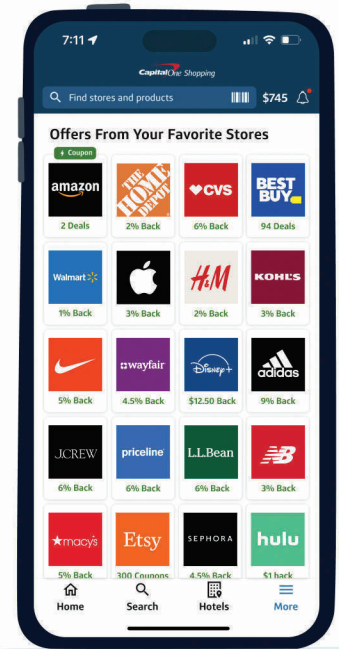 7:11
CapitalOne Shopping
Find stores and products $745
Offers From Your Favorite Stores
Coupon
amazon THE HOME DEPOT CVS BEST BUY
2 Deals 2% Back 6% Back 94 Deals
Walmart H&M KOHL'S
1% Back 3% Back 2% Back 3% Back
wayfair Disney+ adidas
5% Back 4.5% Back $12.50 Back 9% Back
J.CREW priceline L.L.Bean NB
6% Back 6% Back 6% Back 3% Back
macy's Etsy SEPHORA hulu
5% Back 300 Coupons 4.5% Back $1 back
Home Search Hotels More